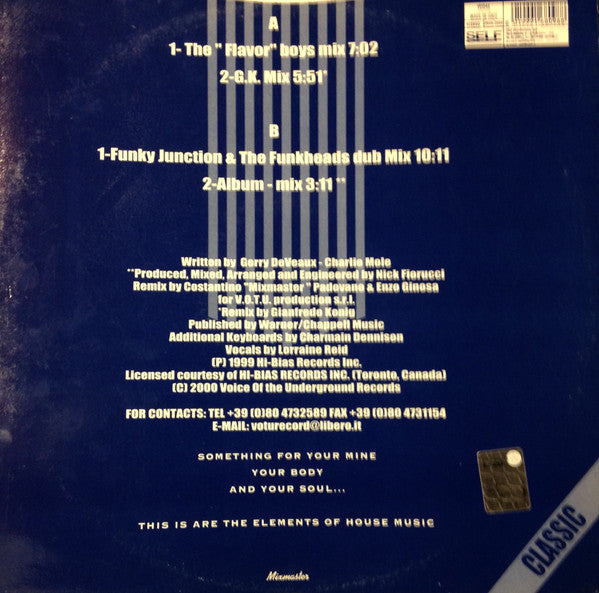 A
1- The " Flavor" boys mix 7:02
2-G.K. Mix 5:51*
B
1-Funky Junction & The Funkheads dub Mix 10:11
2-Album - mix 3:11 **
Written by Gerry DeVeaux - Charlie Mole
**Produced, Mixed, Arranged and Engineered by Nick Fiorucci
Remix by Costantino "Mixmaster " Padovano & Enzo Ginosa
for V.O.T.U. production s.r.l.
*Remix by Gianfredo Konig
Published by Warner/Chappell Music
Additional Keyboards by Charmain Dennison
Vocals by Lorraine Reid
(P) 1999 Hi-Bias Records Inc.
Licensed courtesy of Hi-BIAS RECORDS INC. (Toronto, Canada)
(C) 2000 Voice Of the Underground Records
FOR CONTACTS: TEL +39 (0)80 4732589 FAX +39 (0)80 4731154
E-MAIL: voturecord@libero.it
SOMETHING FOR YOUR MINE
YOUR BODY
AND YOUR SOUL...
THIS IS ARE THE ELEMENTS OF HOUSE MUSIC
Mixmaster
CLASSIC
SELF